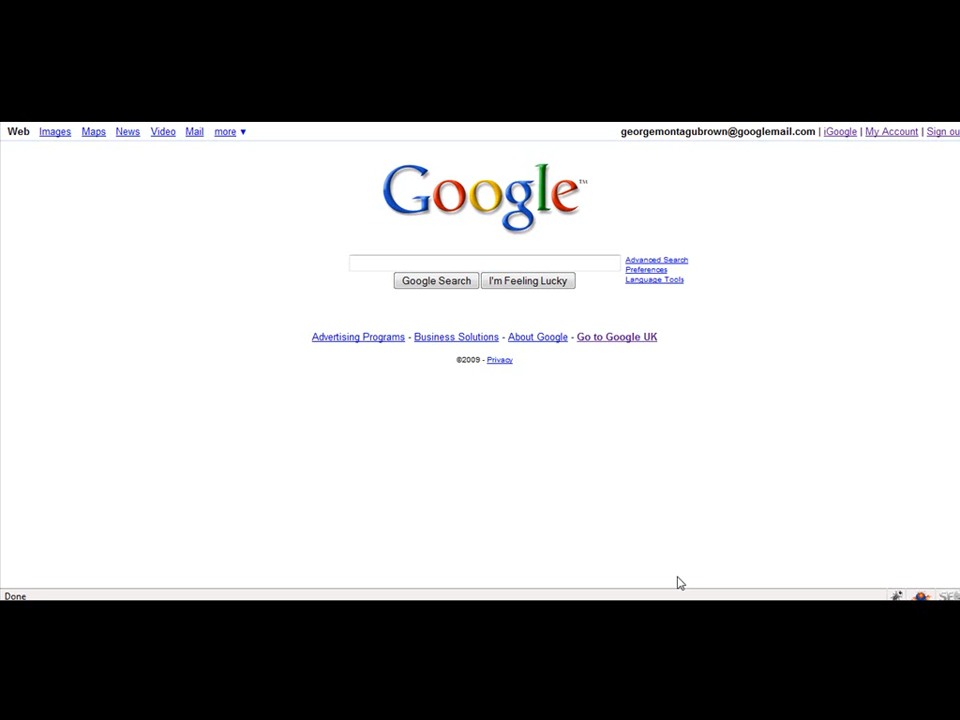 Web Images Maps News Video Mail more ▼ georgemontagubrown@googlemail.com | iGoogle | My Account | Sign ou
Google™
Advanced Search
Preferences
Google Search I'm Feeling Lucky Language Tools
Advertising Programs - Business Solutions - About Google - Go to Google UK
©2009 - Privacy
Done